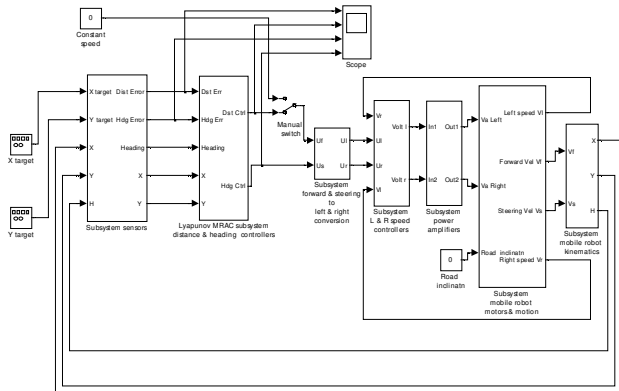 0
Constant
speed
Scope
X target
Y target
X target
Y target
X
Y
H
Dist Error
Hdg Error
Heading
X
Y
Subsystem sensors
Dist Err
Hdg Err
Heading
X
Y
Dst Ctrl
Hdg Ctrl
Lyapunov MRAC subsystem
distance & heading controllers
Manual
switch
Uf
Us
Ul
Ur
Subsystem
forward & steering
to
left & right
conversion
Vr
Ul
Ur
Vl
Volt l
Volt r
Subsystem
L & R speed
controllers
In1
In2
Out1
Out2
Subsystem
power
amplifiers
Va Left
Va Right
Road inclinatn
Left speed Vl
Forward Vel Vf
Steering Vel Vs
Right speed Vr
Subsystem
mobile robot
motors & motion
0
Road
inclinatn
Vf
Vs
X
Y
H
Subsystem
mobile robot
kinematics